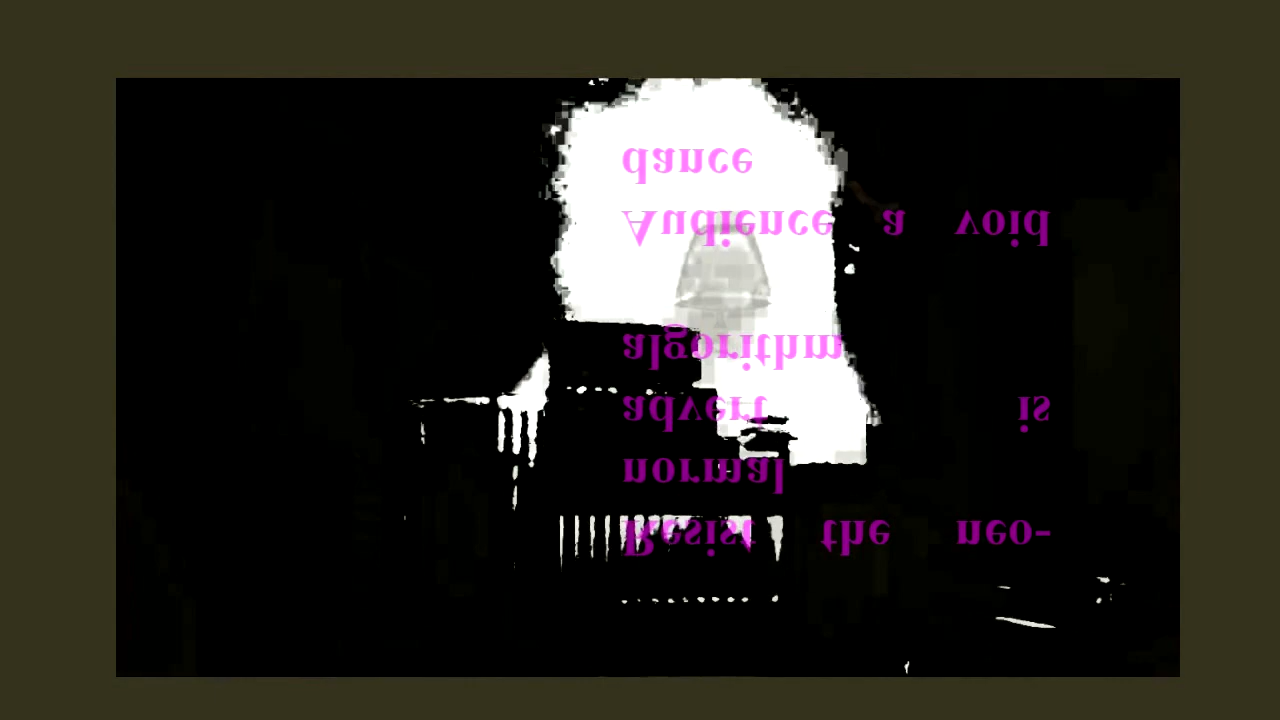 Resist the neo-
normal
advert is
algorithm
Audience a void
dance